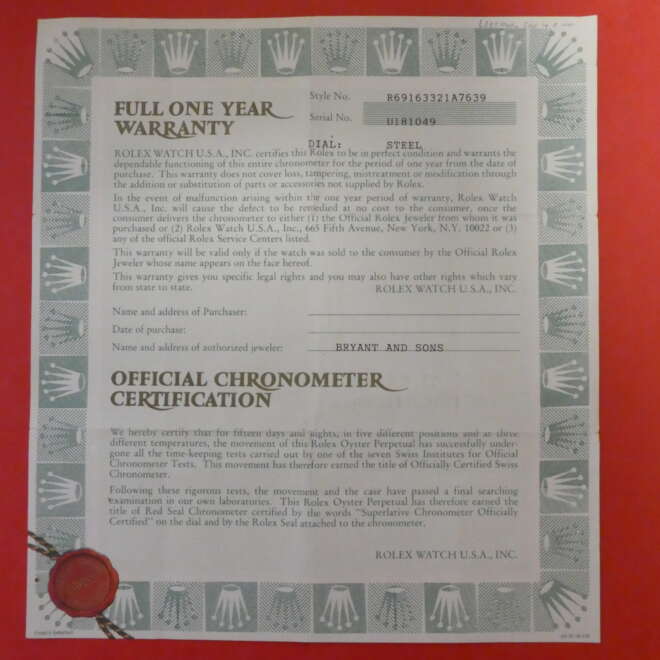 Style No. R69163321A7639
FULL ONE YEAR
WARRANTY
Serial No. U181049
DIAL: STEEL
ROLEX WATCH U.S.A., INC. certifies this Rolex to be in perfect condition and warrants the
dependable functioning of this entire chronometer for the period of one year from the date of
purchase. This warranty does not cover loss, tampering, mistreatment or modification through
the addition or substitution of parts or accessories not supplied by Rolex.
In the event of malfunction arising within the one year period of warranty, Rolex Watch
U.S.A., Inc. will cause the defect to be remedied at no cost to the consumer, once the
consumer delivers the chronometer to either (1) the Official Rolex Jeweler from whom it was
purchased or (2) Rolex Watch U.S.A., Inc., 665 Fifth Avenue, New York, N.Y. 10022 or (3)
any of the official Rolex Service Centers listed.
This warranty will be valid only if the watch was sold to the consumer by the Official Rolex
Jeweler whose name appears on the face hereof.
This warranty gives you specific legal rights and you may also have other rights which vary
from state to state. ROLEX WATCH U.S.A., INC.
Name and address of Purchaser:
Date of purchase:
Name and address of authorized jeweler: BRYANT AND SONS
OFFICIAL CHRONOMETER
CERTIFICATION
We hereby certify that for fifteen days and nights, in five different positions and at three
different temperatures, the movement of this Rolex Oyster Perpetual has successfully under-
gone all the time-keeping tests carried out by one of the seven Swiss Institutes for Official
Chronometer Tests. This movement has therefore earned the title of Officially Certified Swiss
Chronometer.
Following these rigorous tests, the movement and the case have passed a final searching
examination in our own laboratories. This Rolex Oyster Perpetual has therefore earned the
title of Red Seal Chronometer certified by the words "Superlative Chronometer Officially
Certified" on the dial and by the Rolex Seal attached to the chronometer.
ROLEX WATCH U.S.A., INC.